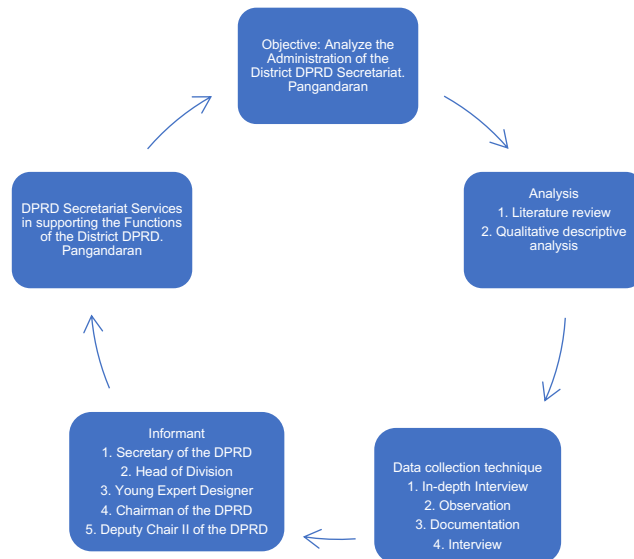 Objective: Analyze the
Administration of the
District DPRD Secretariat.
Pangandaran
Analysis
1. Literature review
2. Qualitative descriptive
analysis
Data collection technique
1. In-depth Interview
2. Observation
3. Documentation
4. Interview
Informant
1. Secretary of the DPRD
2. Head of Division
3. Young Expert Designer
4. Chairman of the DPRD
5. Deputy Chair II of the DPRD
DPRD Secretariat Services
in supporting the Functions
of the District DPRD.
Pangandaran